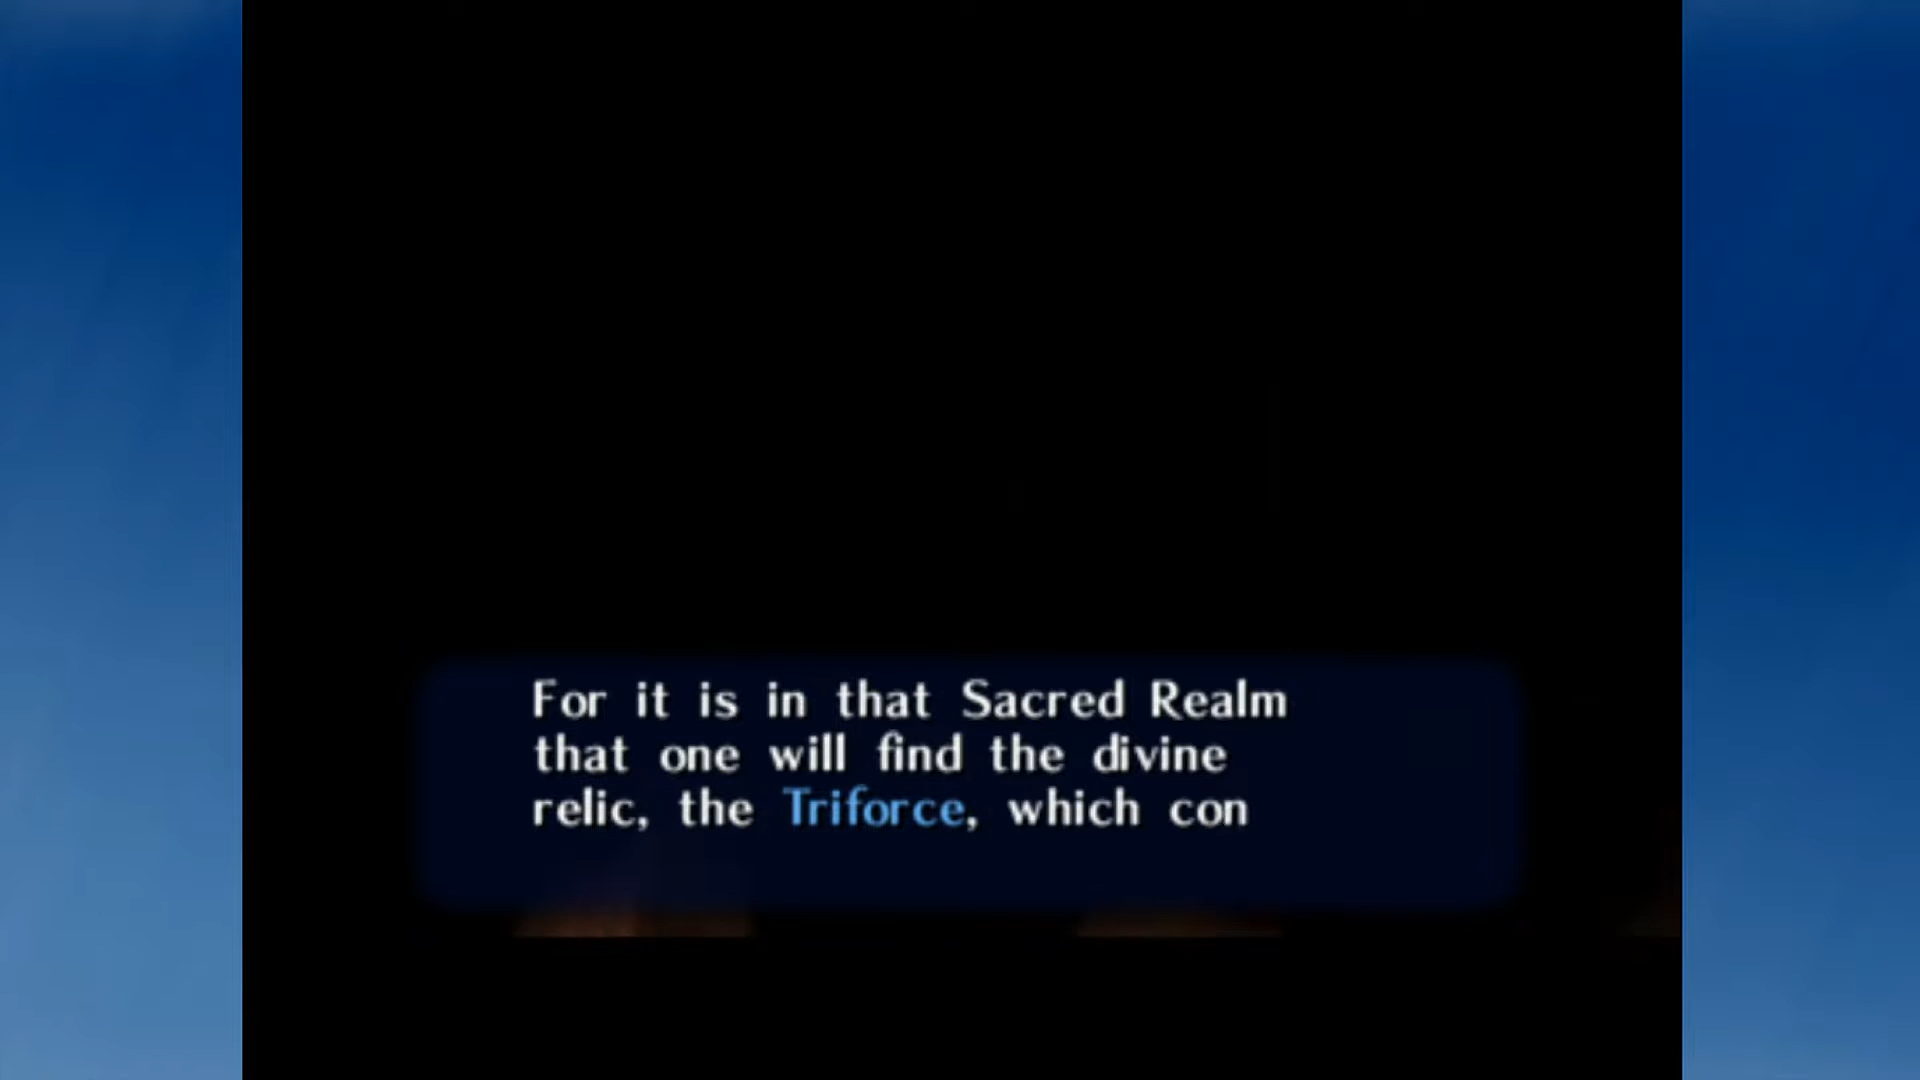 For it is in that Sacred Realm
that one will find the divine
relic, the Triforce, which con